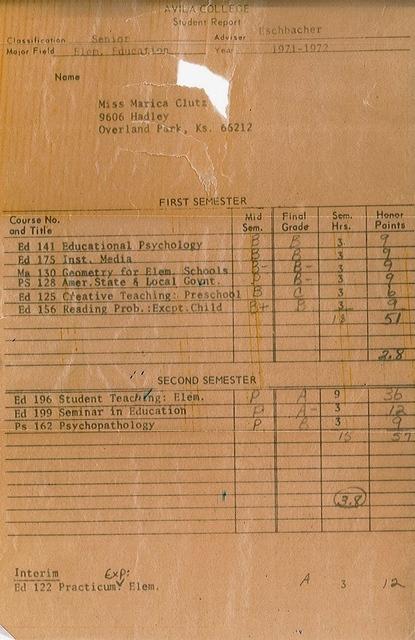 AVILA COLLEGE
Student Report
Classification Senior Adviser Eschbacher
Major Field Elem. Education Year 1971-1972
Name
Miss Marica Clutz
9606 Hadley
Overland Park, Ks. 66212
FIRST SEMESTER
Course No. and Title Mid Sem. Final Grade Sem. Hrs. Honor Points
Ed 141 Educational Psychology B B 3 9
Ed 175 Inst. Media B B 3 9
Ma 130 Geometry for Elem. Schools B- B- 3 9
PS 128 Amer.State & Local Govnt. P B- 3 9
Ed 125 Creative Teaching: Preschool B C 3 6
Ed 156 Reading Prob.:Excpt.Child B+ B 3 9
18 51
2.8
SECOND SEMESTER
Ed 196 Student Teaching: Elem. P A 9 36
Ed 199 Seminar in Education P A- 3 12
Ps 162 Psychopathology P B 3 9
15 57
3.8
Interim Exp:
Ed 122 Practicum: Elem. A 3 12